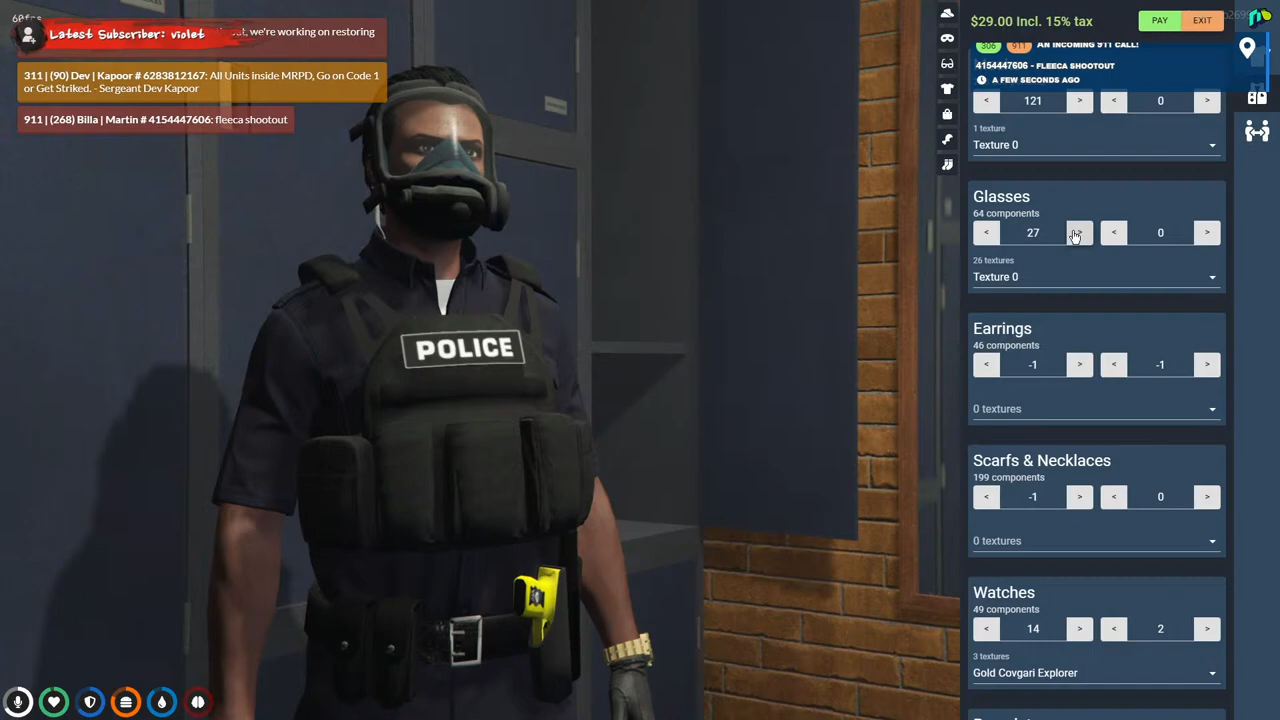 60fps
Latest Subscriber: violet
, we're working on restoring
311 | (90) Dev | Kapoor # 6283812167: All Units inside MRPD, Go on Code 1
or Get Striked. - Sergeant Dev Kapoor
911 | (268) Billa | Martin # 4154447606: fleeca shootout
POLICE
$29.00 Incl. 15% tax
PAY
EXIT
306
911
AN INCOMING 911 CALL!
4154447606 - FLEECA SHOOTOUT
A FEW SECONDS AGO
< 121 > < 0 >
1 texture
Texture 0
Glasses
64 components
< 27 > < 0 >
26 textures
Texture 0
Earrings
46 components
< -1 > < -1 >
0 textures
Scarfs & Necklaces
199 components
< -1 > < 0 >
0 textures
Watches
49 components
< 14 > < 2 >
3 textures
Gold Covgari Explorer